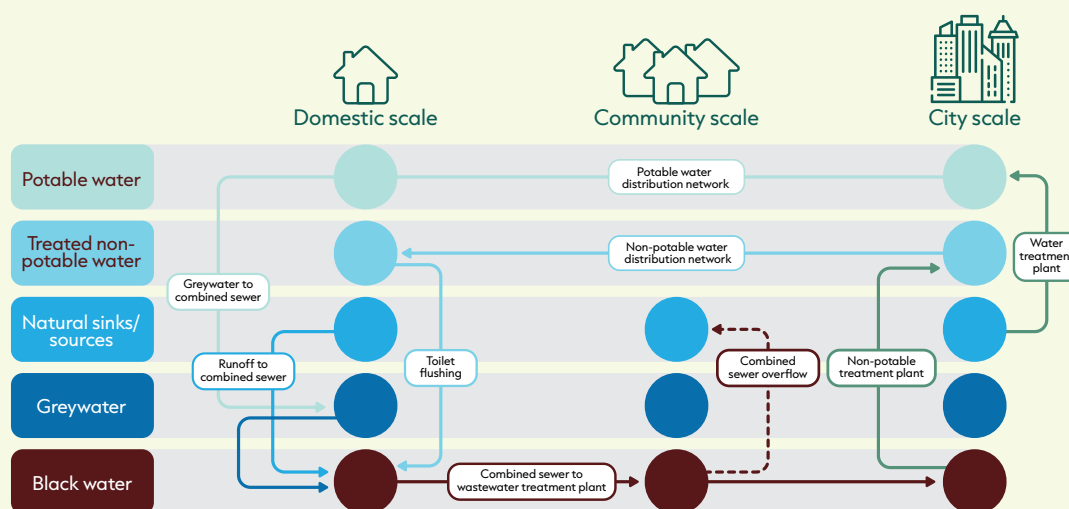 Domestic scale
Community scale
City scale
Potable water
Potable water
distribution network
Treated non-
potable water
Non-potable water
distribution network
Water
treatment
plant
Greywater to
combined sewer
Natural sinks/
sources
Runoff to
combined sewer
Toilet
flushing
Combined
sewer overflow
Non-potable
treatment plant
Greywater
Black water
Combined sewer to
wastewater treatment plant